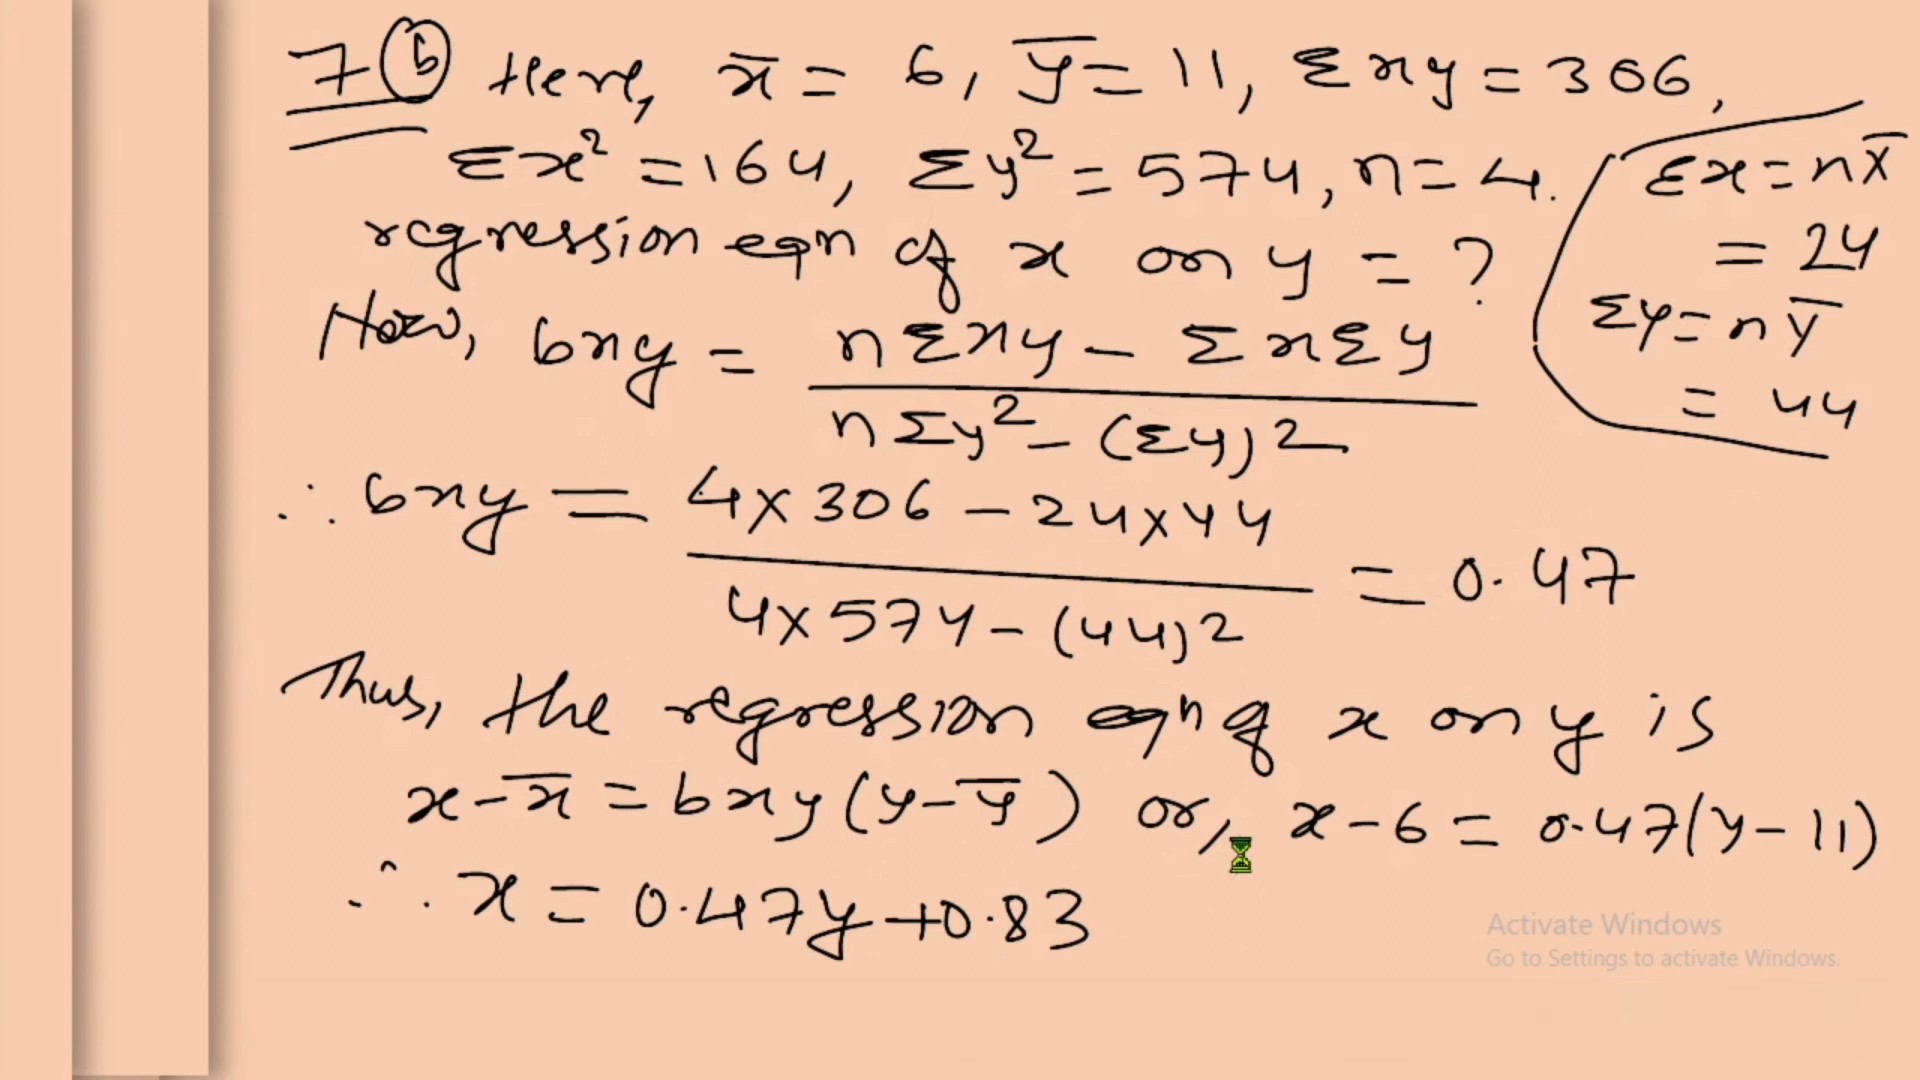 7(b) Here, x̄ = 6, ȳ = 11, Σxy = 306,
Σx² = 164, Σy² = 574, n = 4.
Σx = nx̄
= 24
Σy = nȳ
= 44
regression eqn of x on y = ?
Now, bxy = nΣxy - ΣxΣy / nΣy² - (Σy)²
∴ bxy = 4×306 - 24×44 / 4×574 - (44)² = 0.47
Thus, the regression eqn of x on y is
x - x̄ = bxy(y - ȳ) or, x - 6 = 0.47(y - 11)
∴ x = 0.47y + 0.83
Activate Windows
Go to Settings to activate Windows.